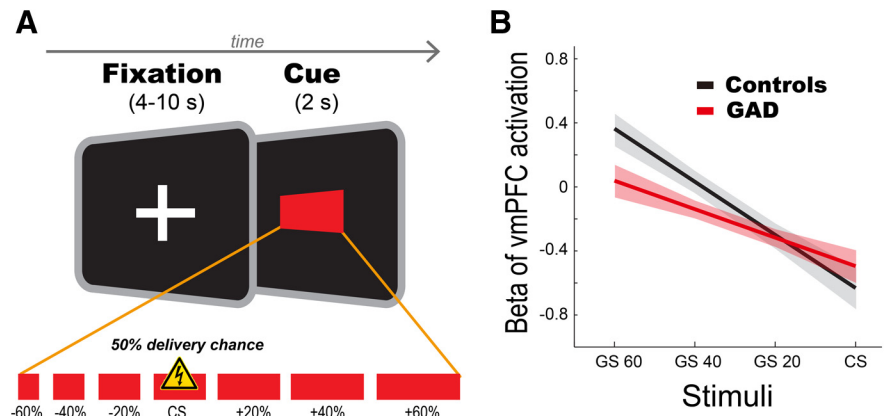 A
time
Fixation
(4-10 s)
Cue
(2 s)
50% delivery chance
-60%
-40%
-20%
CS
+20%
+40%
+60%
B
Beta of vmPFC activation
0.8
0.4
0
-0.4
-0.8
Controls
GAD
GS 60
GS 40
GS 20
CS
Stimuli